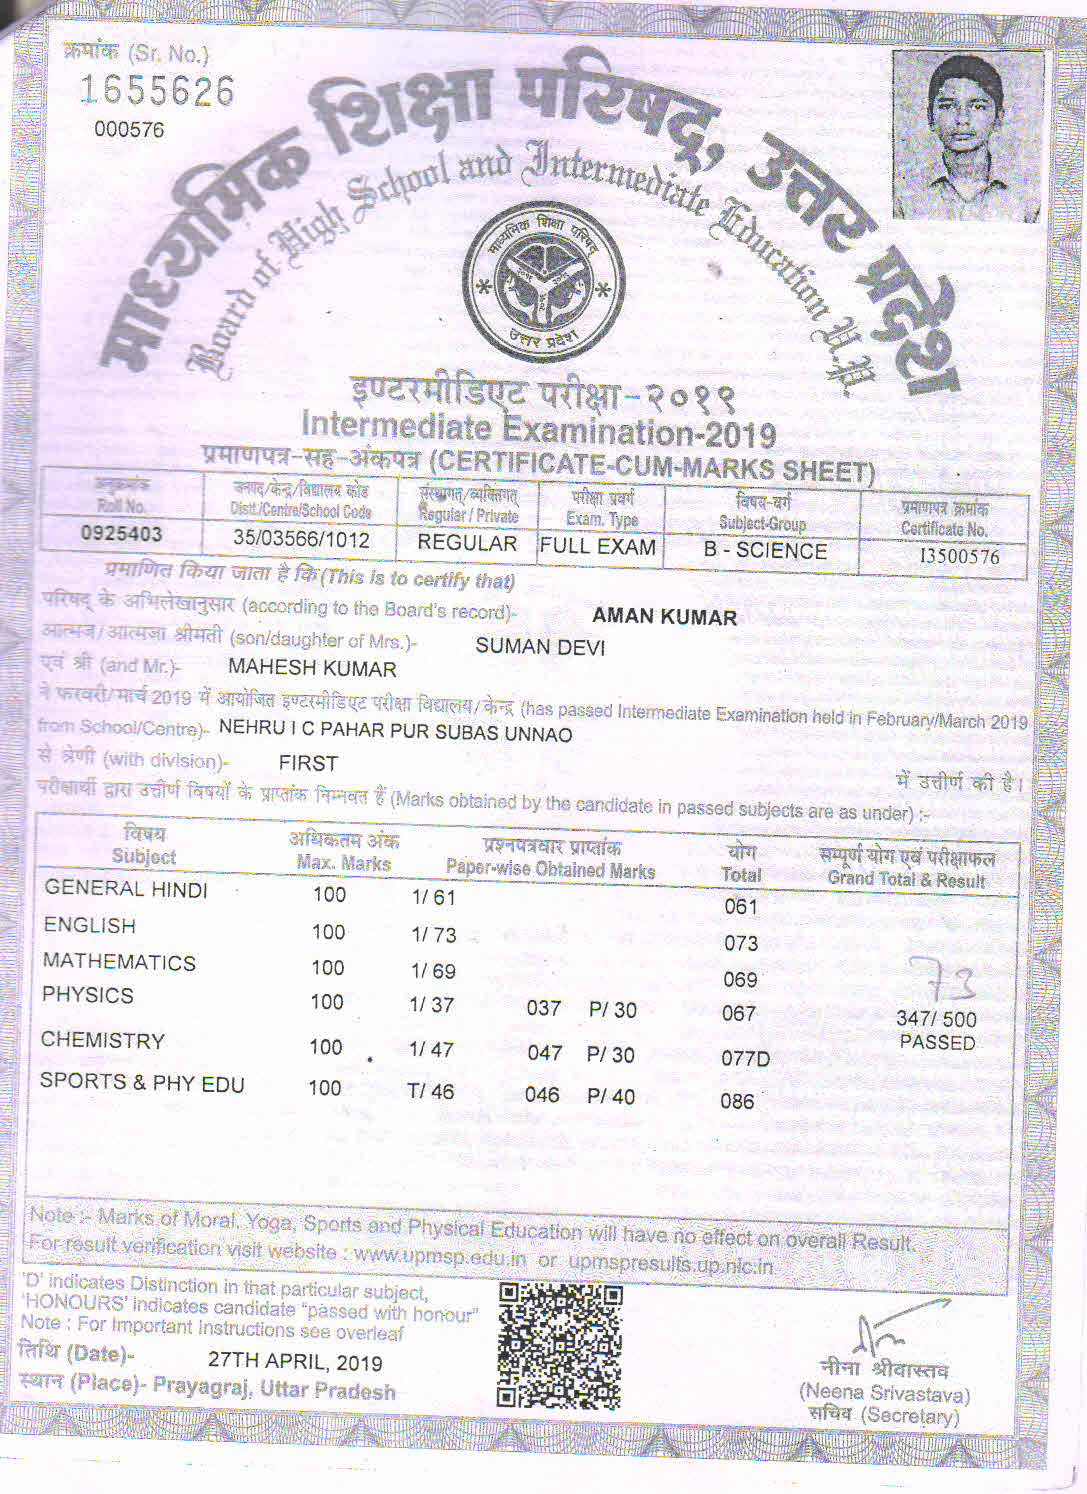 क्रमांक (Sr. No.)
1655626
000576
माध्यमिक शिक्षा परिषद्, उत्तर प्रदेश
Board of High School and Intermediate Education U.P.
माध्यमिक शिक्षा परिषद्
उत्तर प्रदेश
इण्टरमीडिएट परीक्षा-२०१९
Intermediate Examination-2019
प्रमाणपत्र-सह-अंकपत्र (CERTIFICATE-CUM-MARKS SHEET)
अनुक्रमांक जनपद/केन्द्र/विद्यालय कोड संस्थागत/व्यक्तिगत परीक्षा प्रवर्ग विषय-वर्ग प्रमाणपत्र क्रमांक
Roll No. Distt./Centre/School Code Regular / Private Exam. Type Subject-Group Certificate No.
0925403 35/03566/1012 REGULAR FULL EXAM B - SCIENCE 13500576
प्रमाणित किया जाता है कि (This is to certify that)
परिषद् के अभिलेखानुसार (according to the Board's record)- AMAN KUMAR
आत्मज/आत्मजा श्रीमती (son/daughter of Mrs.)- SUMAN DEVI
एवं श्री (and Mr.)- MAHESH KUMAR
ने फरवरी/मार्च 2019 में आयोजित इण्टरमीडिएट परीक्षा विद्यालय/केन्द्र (has passed Intermediate Examination held in February/March 2019
from School/Centre)- NEHRU I C PAHAR PUR SUBAS UNNAO
से श्रेणी (with division)- FIRST में उत्तीर्ण की है।
परीक्षार्थी द्वारा उत्तीर्ण विषयों के प्राप्तांक निम्नवत हैं (Marks obtained by the candidate in passed subjects are as under) :-
विषय अधिकतम अंक प्रश्नपत्रवार प्राप्तांक योग सम्पूर्ण योग एवं परीक्षाफल
Subject Max. Marks Paper-wise Obtained Marks Total Grand Total & Result
GENERAL HINDI 100 1/ 61 061
ENGLISH 100 1/ 73 073
MATHEMATICS 100 1/ 69 069 73
PHYSICS 100 1/ 37 037 P/ 30 067 347/ 500
CHEMISTRY 100 1/ 47 047 P/ 30 077D PASSED
SPORTS & PHY EDU 100 T/ 46 046 P/ 40 086
Note :- Marks of Moral, Yoga, Sports and Physical Education will have no effect on overall Result.
For result verification visit website : www.upmsp.edu.in or upmspresults.up.nic.in
'D' indicates Distinction in that particular subject,
'HONOURS' indicates candidate "passed with honour"
Note : For Important Instructions see overleaf
तिथि (Date)- 27TH APRIL, 2019
स्थान (Place)- Prayagraj, Uttar Pradesh
नीना श्रीवास्तव
(Neena Srivastava)
सचिव (Secretary)